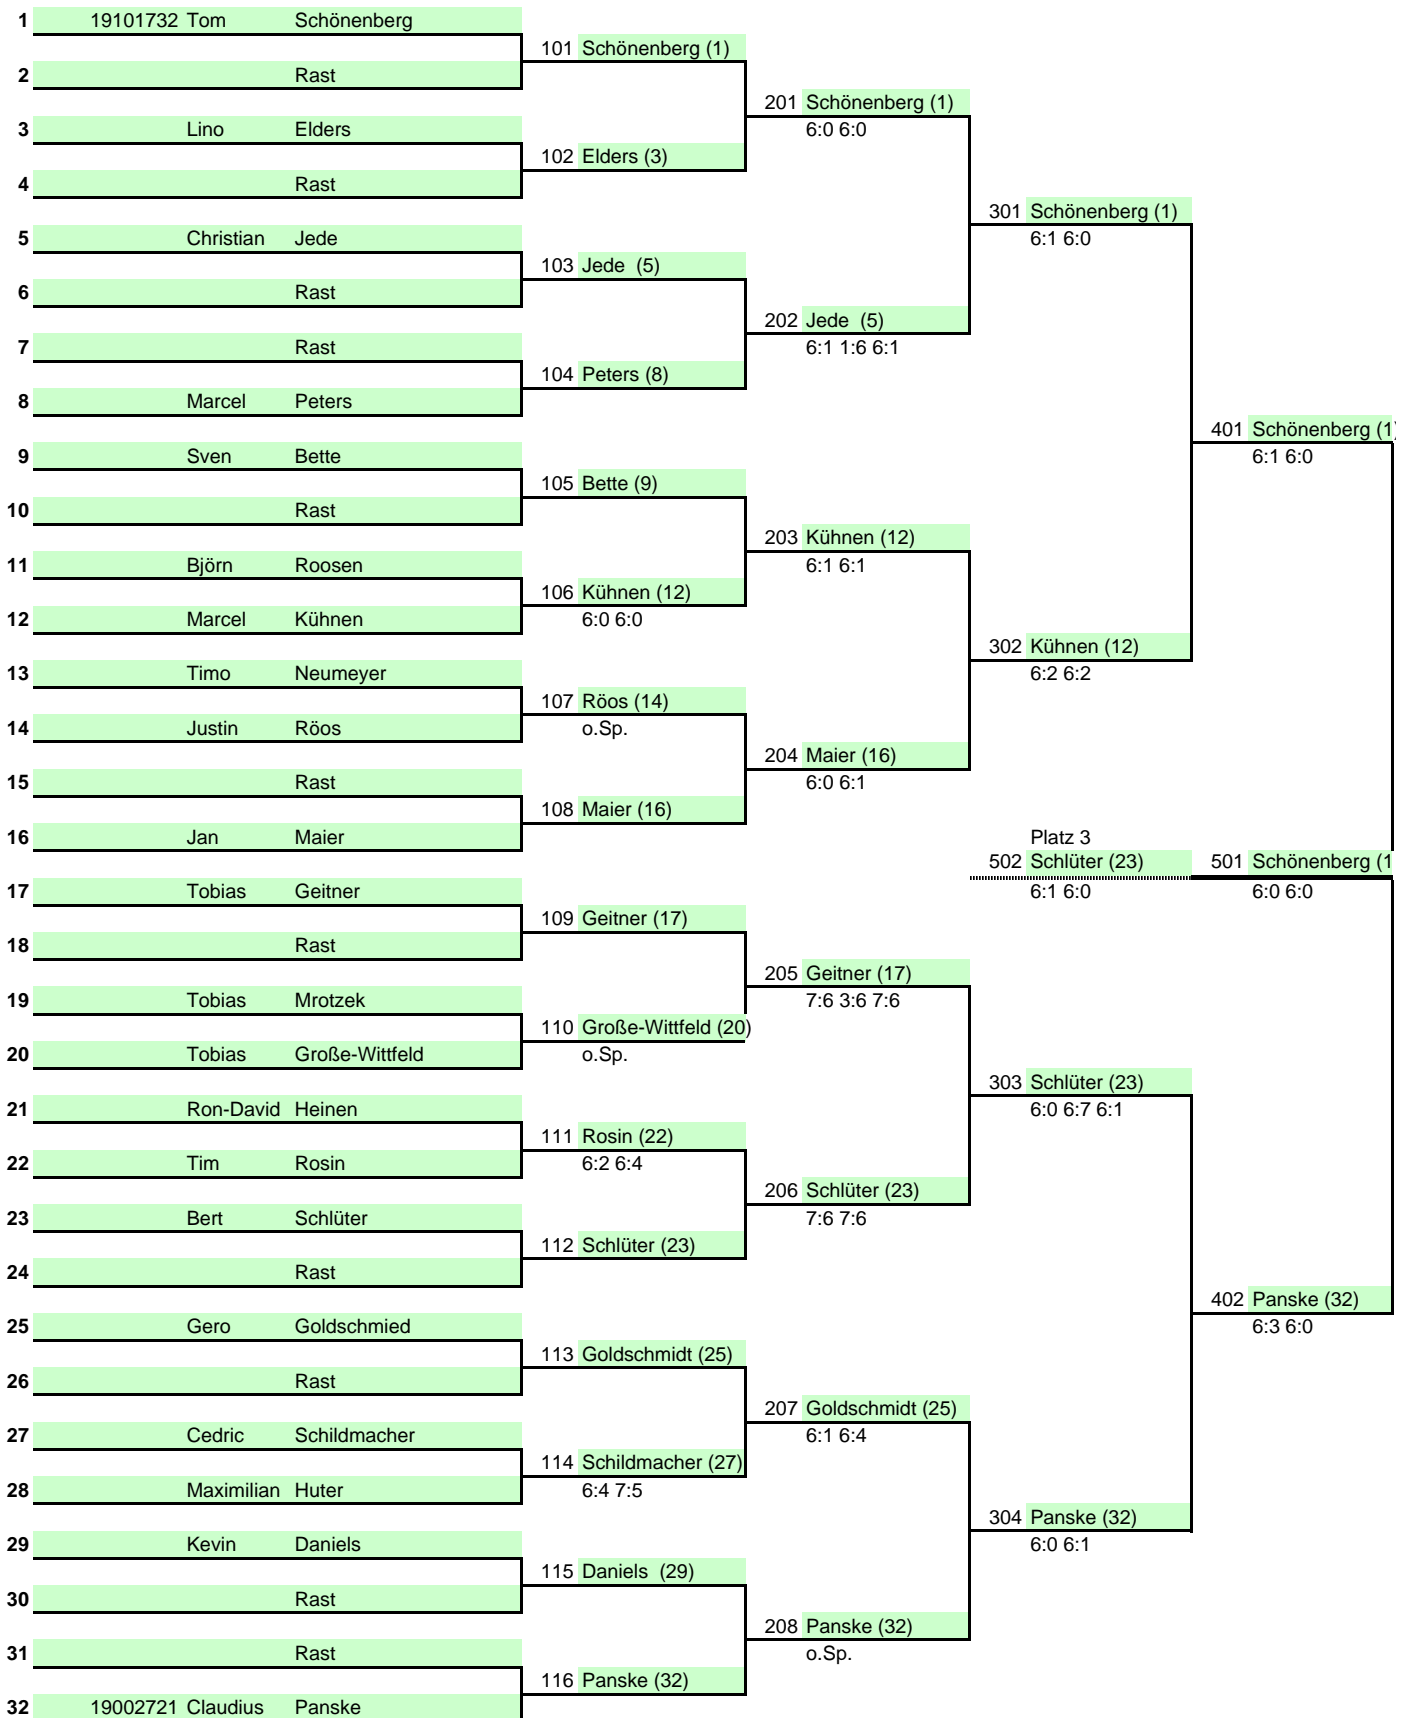 1 19101732 Tom Schönenberg
101 Schönenberg (1)
2 Rast
201 Schönenberg (1)
3 Lino Elders 6:0 6:0
102 Elders (3)
4 Rast
301 Schönenberg (1)
5 Christian Jede 6:1 6:0
103 Jede (5)
6 Rast
202 Jede (5)
7 Rast 6:1 1:6 6:1
104 Peters (8)
8 Marcel Peters
401 Schönenberg (1)
9 Sven Bette 6:1 6:0
105 Bette (9)
10 Rast
203 Kühnen (12)
11 Björn Roosen 6:1 6:1
106 Kühnen (12)
12 Marcel Kühnen 6:0 6:0
302 Kühnen (12)
13 Timo Neumeyer 6:2 6:2
107 Röos (14)
14 Justin Röos o.Sp.
204 Maier (16)
15 Rast 6:0 6:1
108 Maier (16)
16 Jan Maier Platz 3
502 Schlüter (23) 501 Schönenberg (1
17 Tobias Geitner 6:1 6:0 6:0 6:0
109 Geitner (17)
18 Rast
205 Geitner (17)
19 Tobias Mrotzek 7:6 3:6 7:6
110 Große-Wittfeld (20)
20 Tobias Große-Wittfeld o.Sp.
303 Schlüter (23)
21 Ron-David Heinen 6:0 6:7 6:1
111 Rosin (22)
22 Tim Rosin 6:2 6:4
206 Schlüter (23)
23 Bert Schlüter 7:6 7:6
112 Schlüter (23)
24 Rast
402 Panske (32)
25 Gero Goldschmied 6:3 6:0
113 Goldschmidt (25)
26 Rast
207 Goldschmidt (25)
27 Cedric Schildmacher 6:1 6:4
114 Schildmacher (27)
28 Maximilian Huter 6:4 7:5
304 Panske (32)
29 Kevin Daniels 6:0 6:1
115 Daniels (29)
30 Rast
208 Panske (32)
31 Rast o.Sp.
116 Panske (32)
32 19002721 Claudius Panske